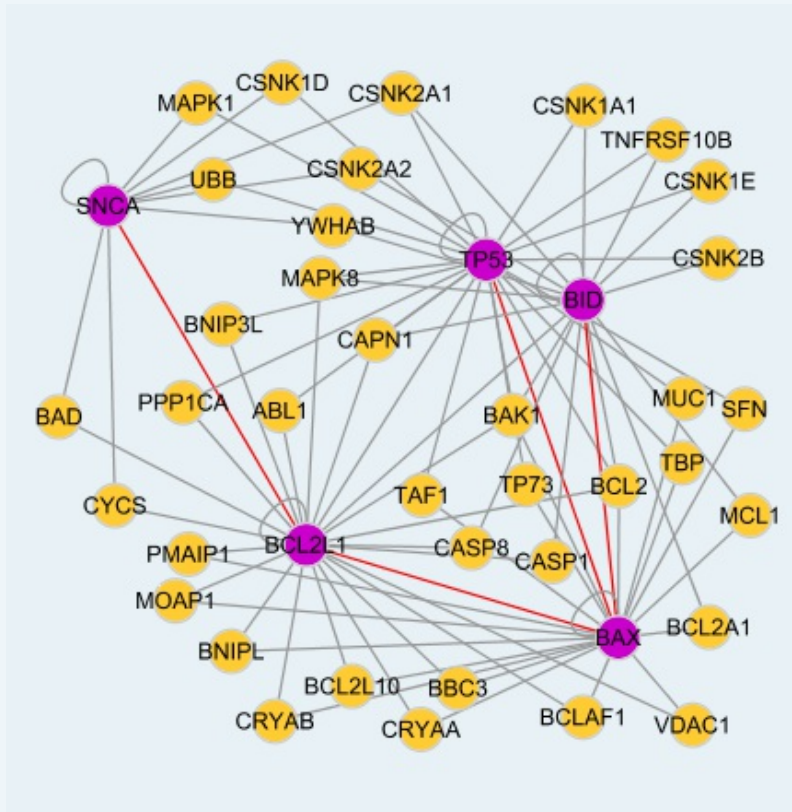 CSNK1D
MAPK1
CSNK2A1
CSNK1A1
TNFRSF10B
UBB
CSNK2A2
CSNK1E
SNCA
YWHAB
TP53
CSNK2B
MAPK8
BID
BNIP3L
CAPN1
BAD
PPP1CA
ABL1
BAK1
MUC1
SFN
TBP
CYCS
TAF1
TP73
BCL2
MCL1
PMAIP1
BCL2L1
CASP8
CASP1
MOAP1
BAX
BCL2A1
BNIPL
BCL2L10
BBC3
CRYAB
CRYAA
BCLAF1
VDAC1